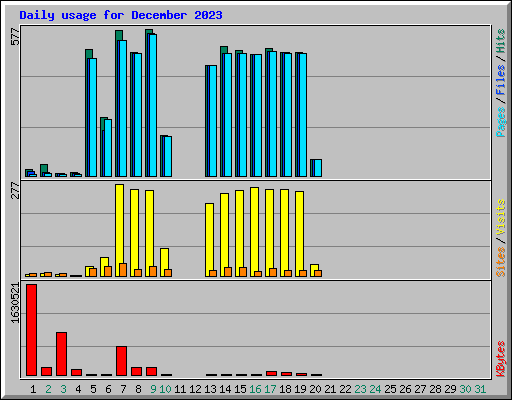 Daily usage for December 2023
577
Pages / Files / Hits
277
Sites / Visits
1630521
KBytes
1 2 3 4 5 6 7 8 9 10 11 12 13 14 15 16 17 18 19 20 21 22 23 24 25 26 27 28 29 30 31